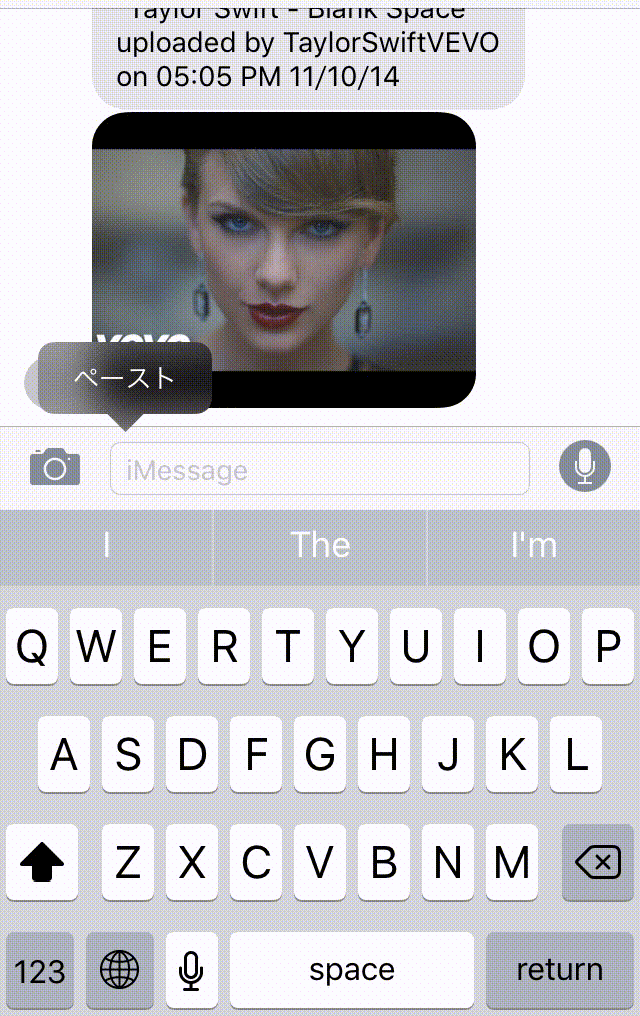 Taylor Swift - Blank Space
uploaded by TaylorSwiftVEVO
on 05:05 PM 11/10/14
vevo
ペースト
iMessage
I The I'm
Q W E R T Y U I O P
A S D F G H J K L
Z X C V B N M
123 space return